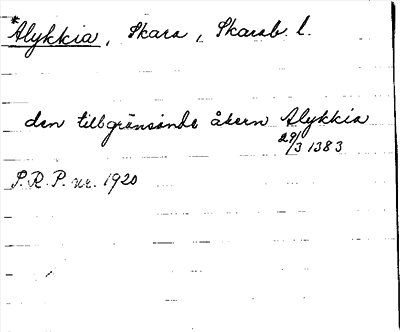 *Alykkia, Skara, Skarab. l.
den tillgränsande åkern Alykkia
29/3 1383
P.R.P. nr. 1920